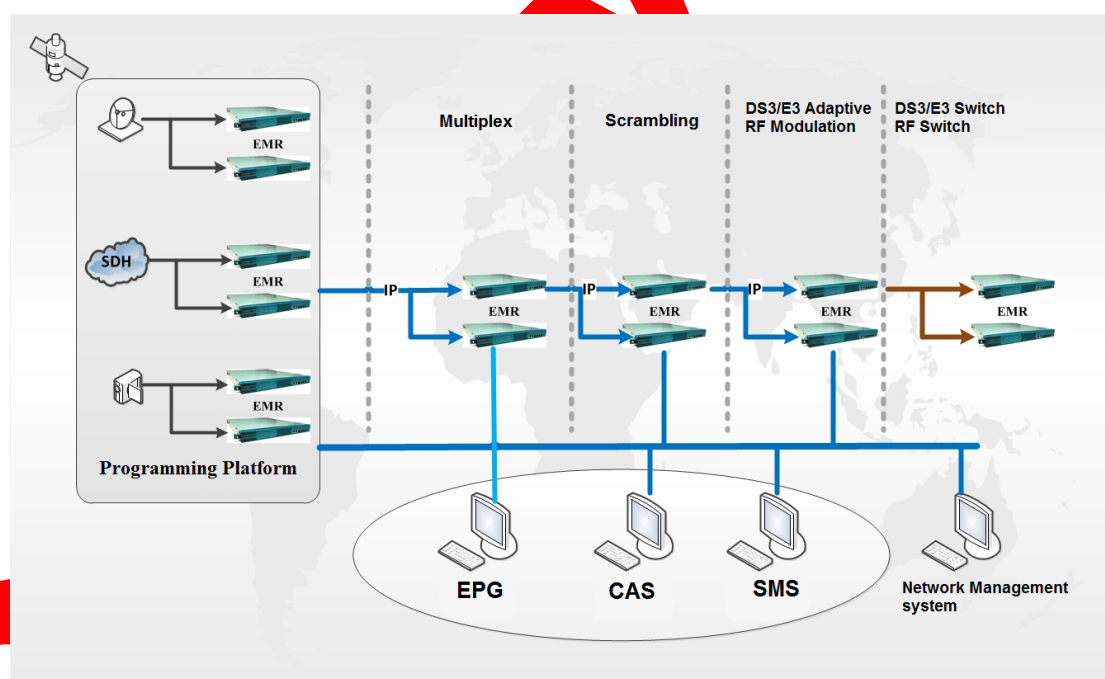 Multiplex
Scrambling
DS3/E3 Adaptive
RF Modulation
DS3/E3 Switch
RF Switch
EMR
SDH
EMR
IP
EMR
IP
EMR
IP
EMR
EMR
EMR
Programming Platform
EPG
CAS
SMS
Network Management
system